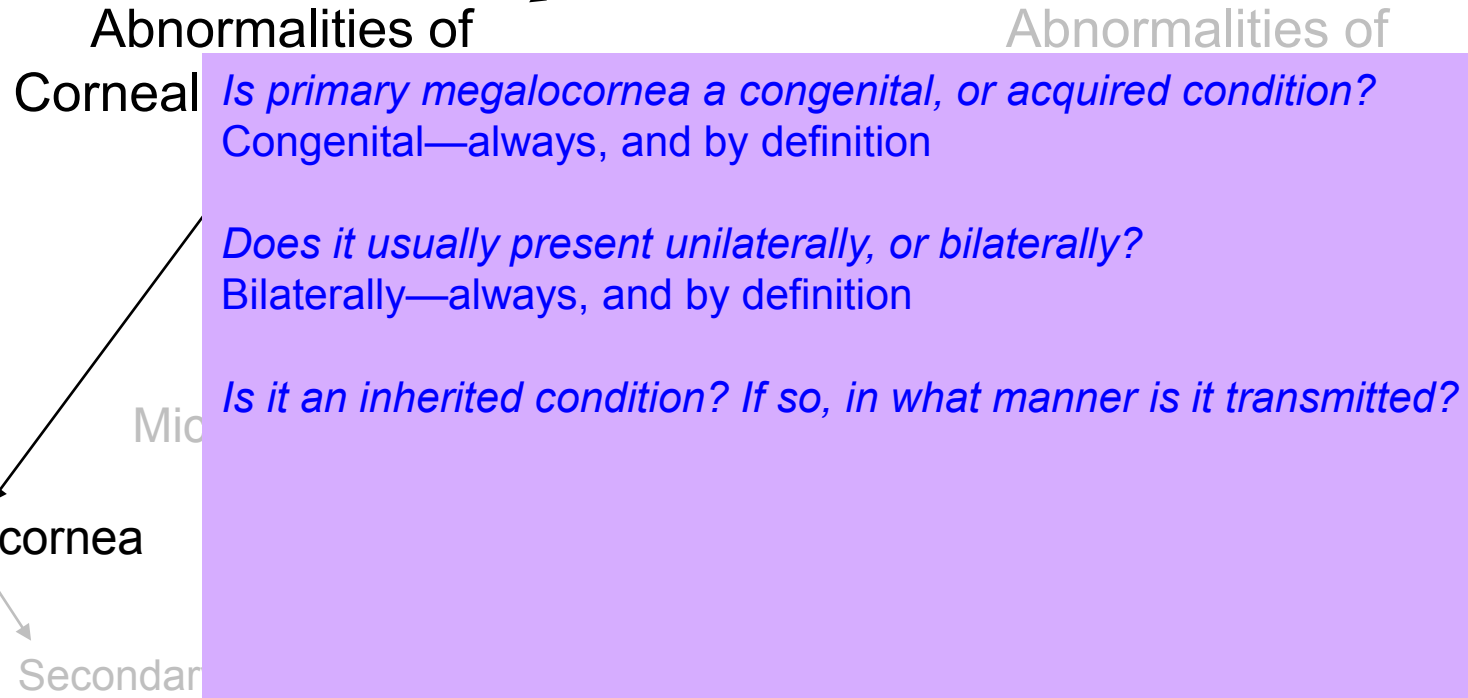 Abnormalities of
Abnormalities of
Corneal
Is primary megalocornea a congenital, or acquired condition?
Congenital—always, and by definition
Does it usually present unilaterally, or bilaterally?
Bilaterally—always, and by definition
Is it an inherited condition? If so, in what manner is it transmitted?
Mic
cornea
Secondar